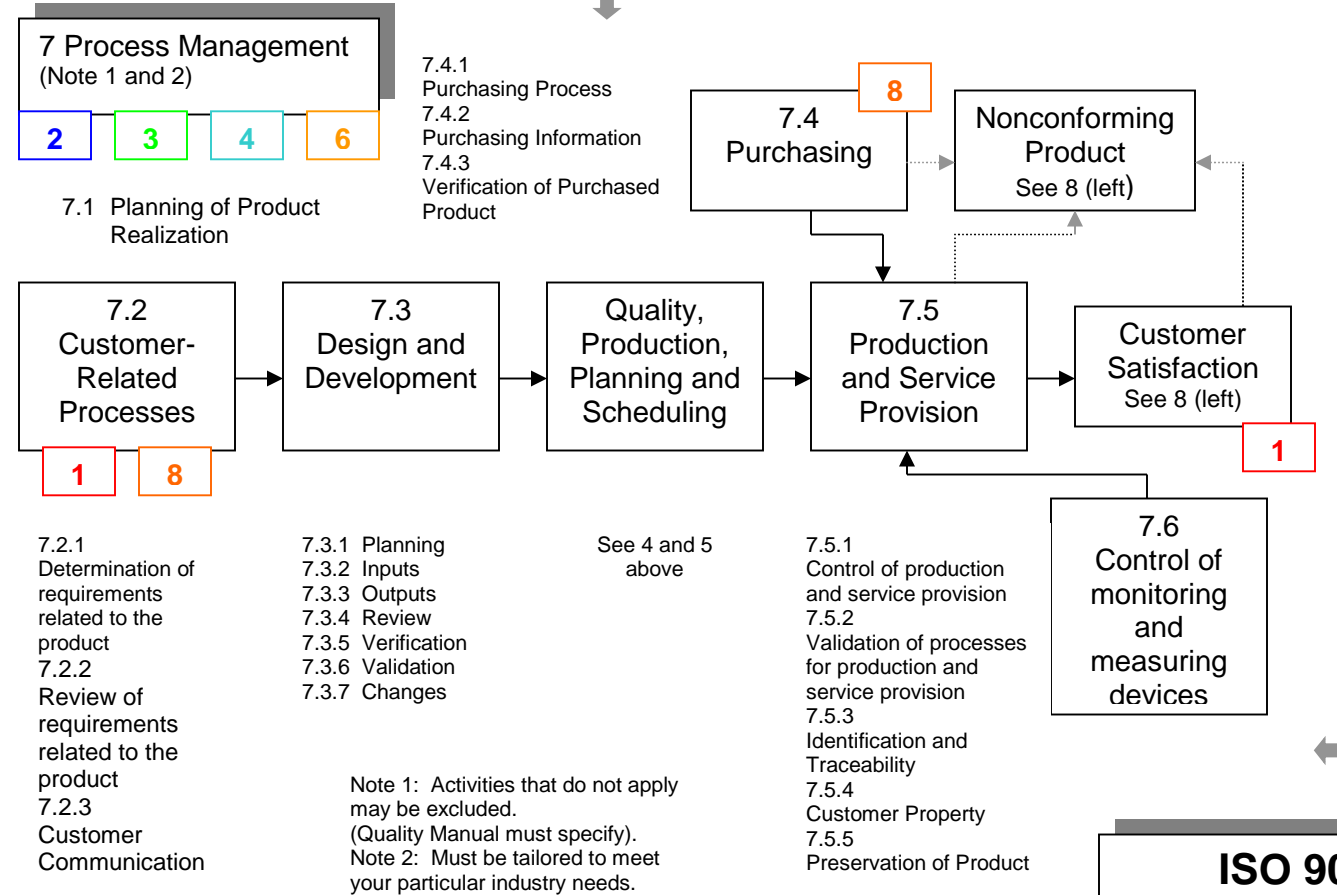 7 Process Management
(Note 1 and 2)
2
3
4
6
7.1 Planning of Product
Realization
7.4.1
Purchasing Process
7.4.2
Purchasing Information
7.4.3
Verification of Purchased
Product
7.4
Purchasing
8
Nonconforming
Product
See 8 (left)
7.2
Customer-
Related
Processes
1
8
7.3
Design and
Development
Quality,
Production,
Planning and
Scheduling
7.5
Production
and Service
Provision
Customer
Satisfaction
See 8 (left)
1
7.6
Control of
monitoring
and
measuring
devices
7.2.1
Determination of
requirements
related to the
product
7.2.2
Review of
requirements
related to the
product
7.2.3
Customer
Communication
7.3.1 Planning
7.3.2 Inputs
7.3.3 Outputs
7.3.4 Review
7.3.5 Verification
7.3.6 Validation
7.3.7 Changes
See 4 and 5
above
7.5.1
Control of production
and service provision
7.5.2
Validation of processes
for production and
service provision
7.5.3
Identification and
Traceability
7.5.4
Customer Property
7.5.5
Preservation of Product
Note 1: Activities that do not apply
may be excluded.
(Quality Manual must specify).
Note 2: Must be tailored to meet
your particular industry needs.
ISO 90